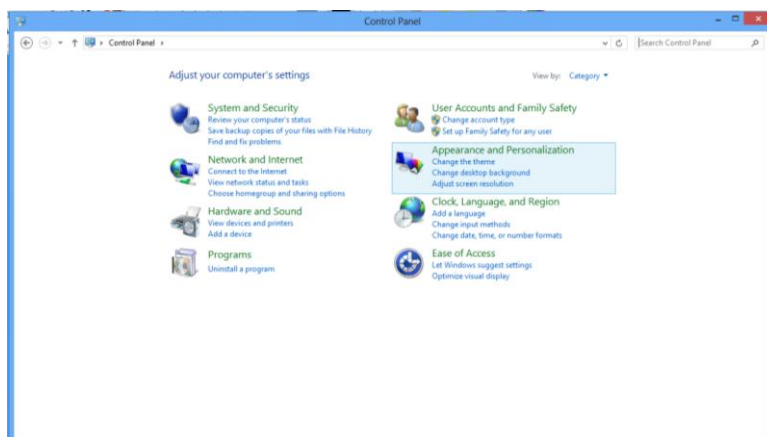 Control Panel
Control Panel
Search Control Panel
Adjust your computer's settings
View by: Category
System and Security
Review your computer's status
Save backup copies of your files with File History
Find and fix problems
Network and Internet
Connect to the Internet
View network status and tasks
Choose homegroup and sharing options
Hardware and Sound
View devices and printers
Add a device
Programs
Uninstall a program
User Accounts and Family Safety
Change account type
Set up Family Safety for any user
Appearance and Personalization
Change the theme
Change desktop background
Adjust screen resolution
Clock, Language, and Region
Add a language
Change input methods
Change date, time, or number formats
Ease of Access
Let Windows suggest settings
Optimize visual display